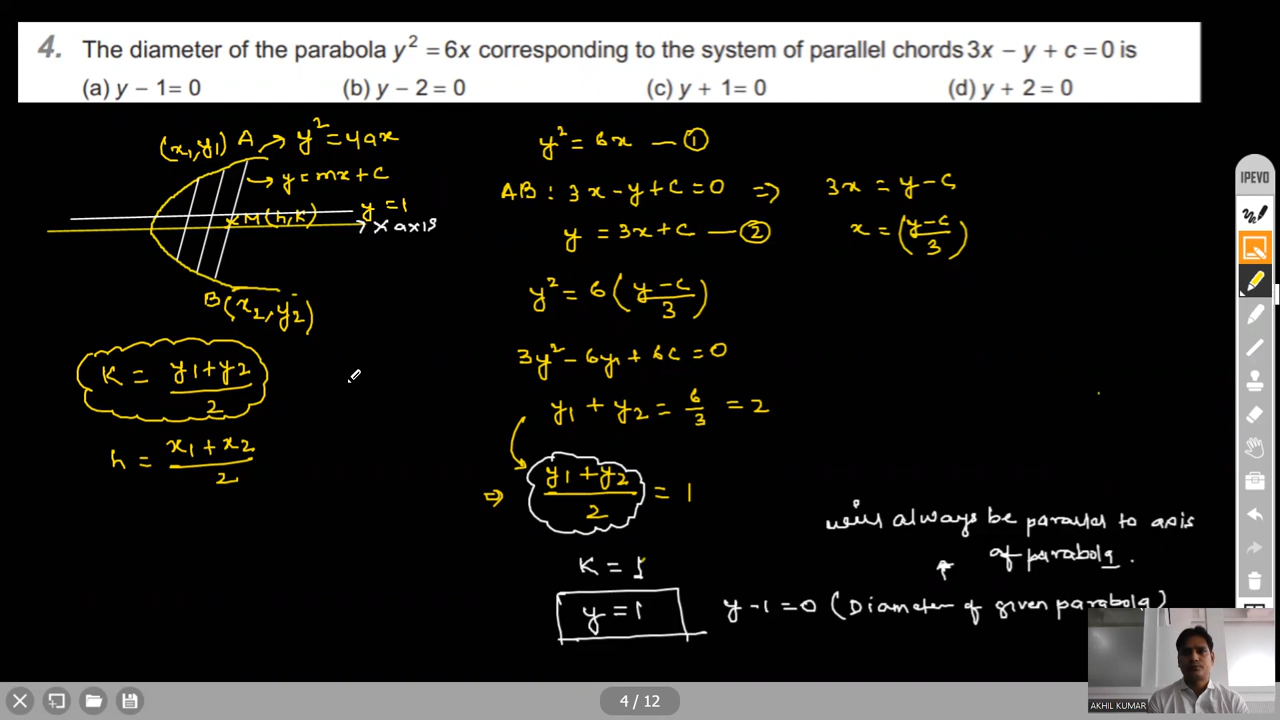 4. The diameter of the parabola y² = 6x corresponding to the system of parallel chords 3x − y + c = 0 is
(a) y − 1 = 0 (b) y − 2 = 0 (c) y + 1 = 0 (d) y + 2 = 0
(x₁, y₁) A → y² = 4ax
→ y = mx + c
M(h, k) y = 1
x axis
B(x₂, y₂)
K = (y₁ + y₂)/2
h = (x₁ + x₂)/2
y² = 6x — ①
AB : 3x − y + c = 0 ⇒ 3x = y − c
y = 3x + c — ② x = ((y − c)/3)
y² = 6((y − c)/3)
3y² − 6y + 6c = 0
y₁ + y₂ = 6/3 = 2
⇒ (y₁ + y₂)/2 = 1
K = 1
y = 1 y − 1 = 0 (Diameter of given parabola)
will always be parallel to axis
of parabola.
IPEVO
AKHIL KUMAR
4 / 12